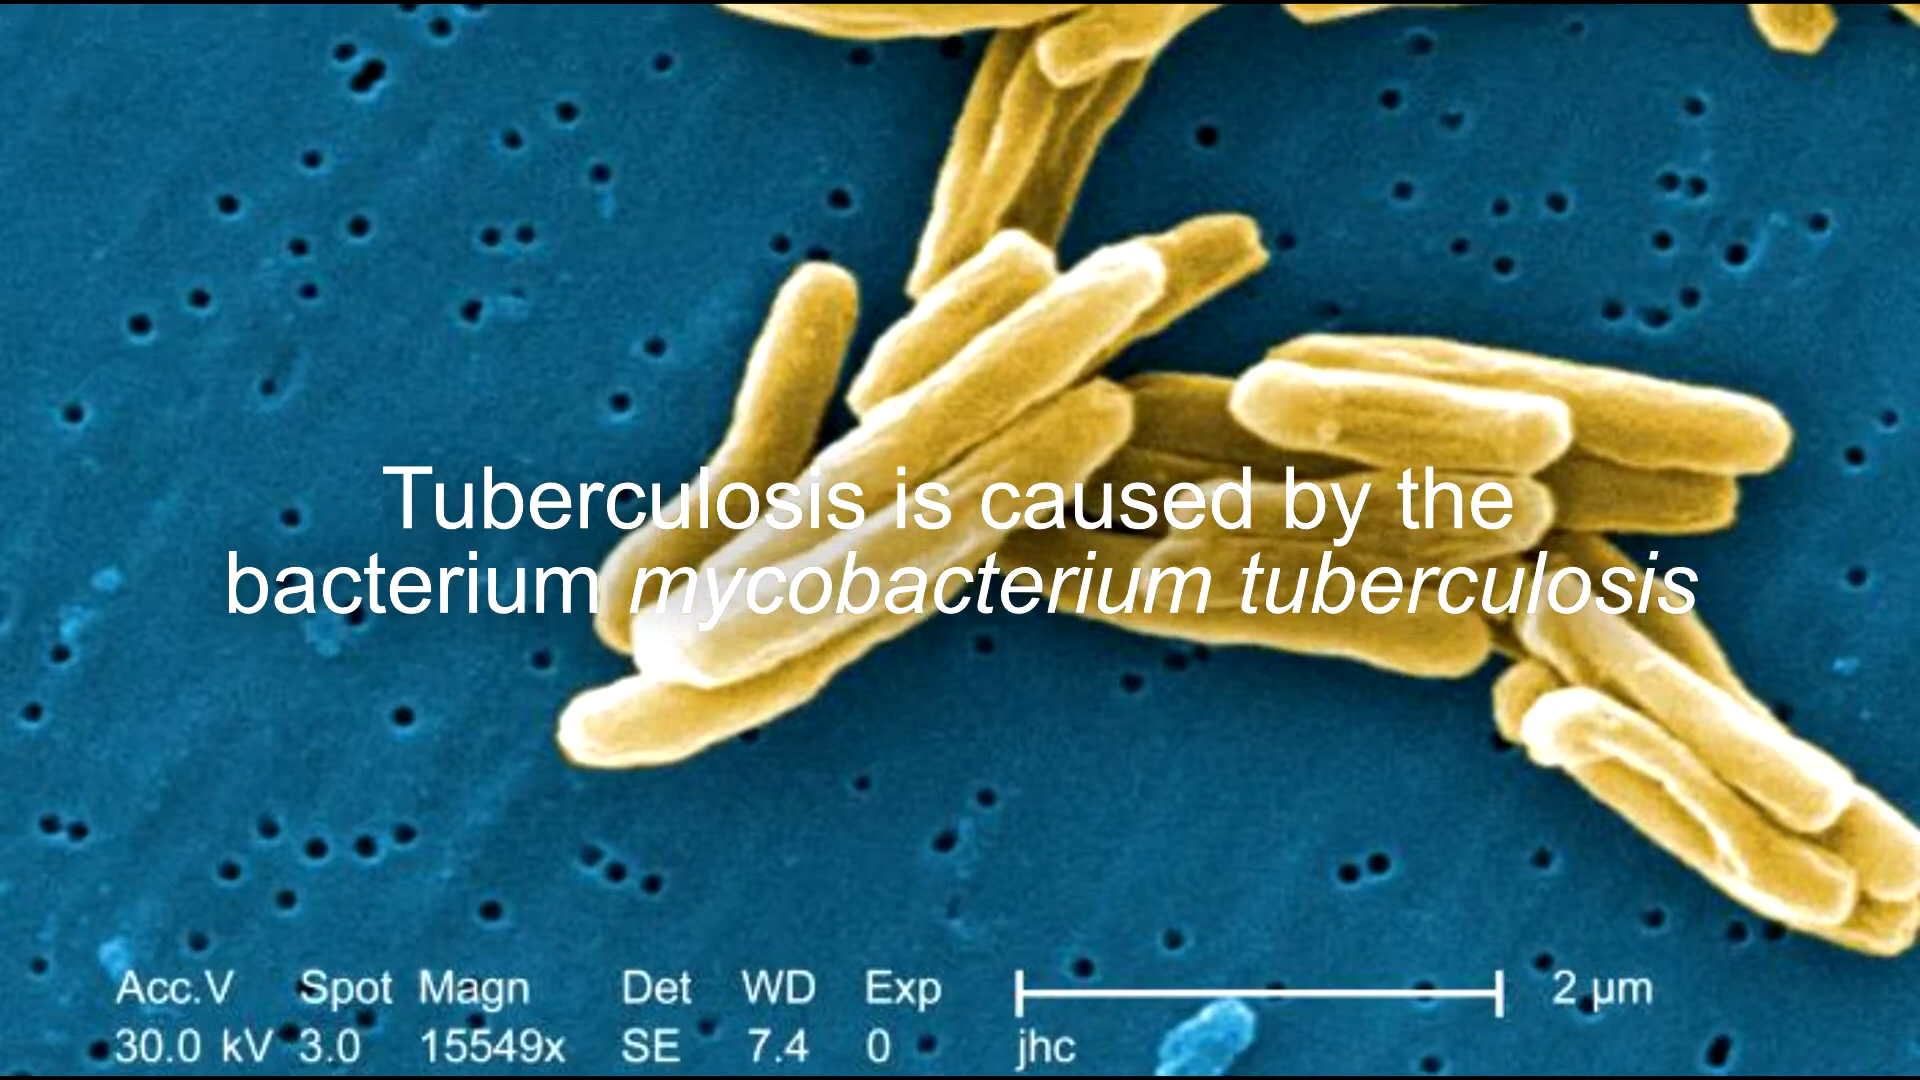 Tuberculosis is caused by the
bacterium mycobacterium tuberculosis
Acc.V Spot Magn Det WD Exp 2 µm
30.0 kV 3.0 15549x SE 7.4 0 jhc